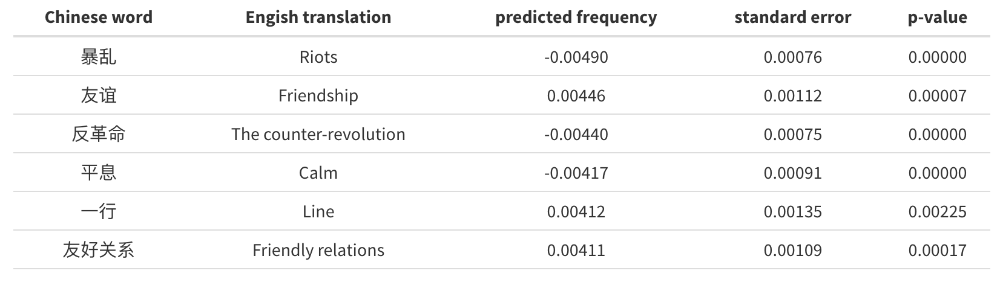 Chinese word Engish translation predicted frequency standard error p-value
暴乱 Riots -0.00490 0.00076 0.00000
友谊 Friendship 0.00446 0.00112 0.00007
反革命 The counter-revolution -0.00440 0.00075 0.00000
平息 Calm -0.00417 0.00091 0.00000
一行 Line 0.00412 0.00135 0.00225
友好关系 Friendly relations 0.00411 0.00109 0.00017